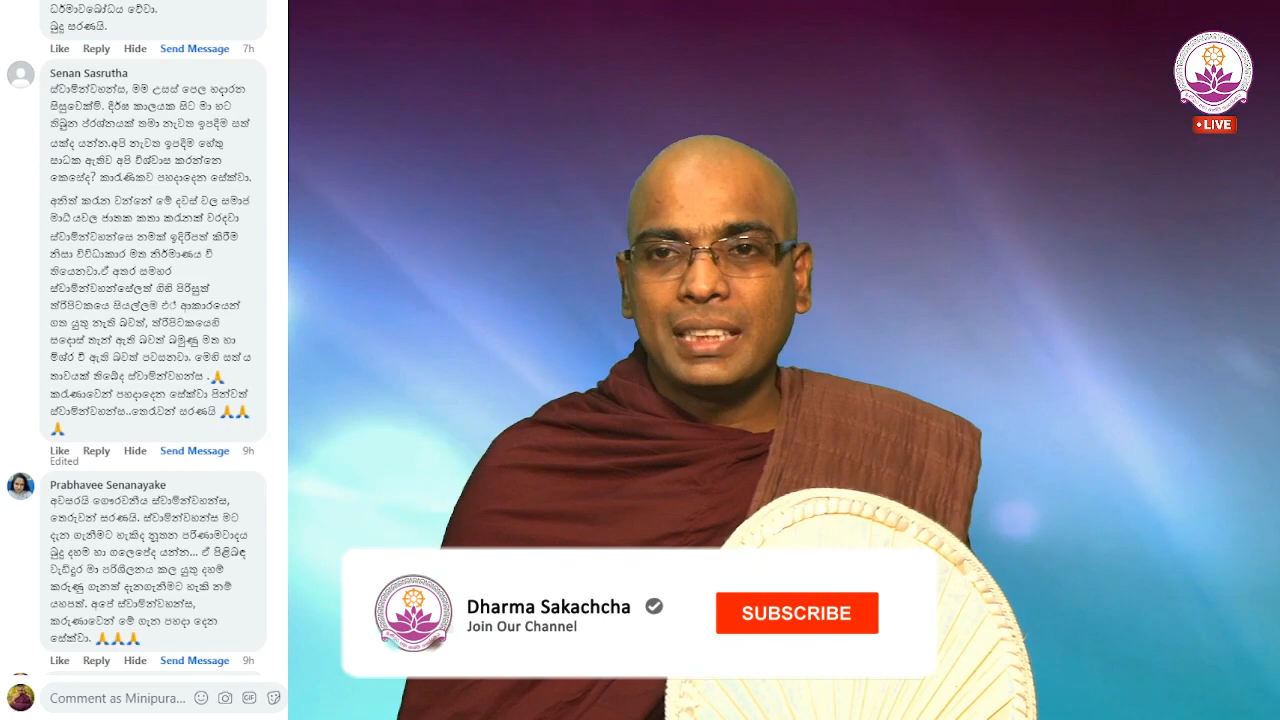 ධර්මාවබෝධය වේවා.
බුදු සරණයි.
Like Reply Hide Send Message 7h
Senan Sasrutha
ස්වාමින්වහන්ස, මම උසස් පෙල හදාරන
සිසුවෙක්මි. දීර්ඝ කාලයක සිට මා හට
තිබුන ප්රශ්නයක් තමා නැවත ඉපදීම සත්
යක්ද යන්න.අපි නැවත ඉපදීම හේතු
සාධක ඇතිව අපි විශ්වාස කරන්නෙ
කෙසේද? කාරැණිකව පහදාදෙන සේක්වා.
අනිත් කරැන වන්නේ මේ දවස් වල සමාජ
මාධ යවල ජාතක කතා කරැනක් වරදවා
ස්වාමින්වහන්සෙ නමක් ඉදිරිපත් කිරීම
නිසා විවිධාකාර මත නිර්මාණය වි
තියෙනවා.ඒ අතර සමහර
ස්වාමින්වහන්සේලත් ගිහි පිරිසුත්
ත්රිපිටකයෙ සියල්ලම එ් ආකාරයෙන්
ගත යුතු නැති බවත්, ත්රිපිටකයෙහි
සදොස් තැන් ඇති බවත් බමුණු මත හා
මිශ්ර වි ඇති බවත් පවසනවා. මෙහි සත් ය
තාවයක් තිබේද ස්වාමින්වහන්ස .🙏
කරැණාවෙන් පහදාදෙන සේක්වා පින්වත්
ස්වාමින්වහන්ස..තෙරැවන් සරණයි 🙏🙏
🙏
Like Reply Hide Send Message 9h
Edited
Prabhavee Senanayake
අවසරයි ගෞරවනීය ස්වාමින්වහන්ස,
තෙරුවන් සරණයි. ස්වාමින්වහන්ස මට
දැන ගැනීමට හැකිද නූතන පරිණාමවාදය
බුදු දහම හා ගලෙපේද යන්න... ඒ පිළිබඳ
වැඩිදුර මා පරිශීලනය කල යුතු දහම්
කරුණු ගැනත් දැනගැනීමට හැකි නම්
යහපත්. අපේ ස්වාමින්වහන්ස,
කරුණාවෙන් මේ ගැන පහදා දෙන
සේක්වා. 🙏🙏🙏
Like Reply Hide Send Message 9h
Comment as Minipura...
LIVE
Dharma Sakachcha
Join Our Channel
SUBSCRIBE